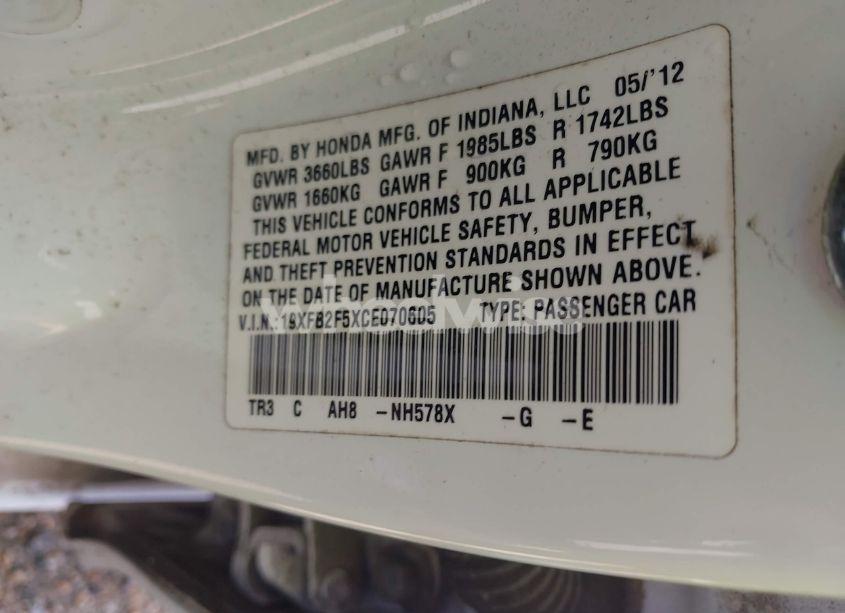 MFD. BY HONDA MFG. OF INDIANA, LLC 05/'12
GVWR 3660LBS GAWR F 1985LBS R 1742LBS
GVWR 1660KG GAWR F 900KG R 790KG
THIS VEHICLE CONFORMS TO ALL APPLICABLE
FEDERAL MOTOR VEHICLE SAFETY, BUMPER,
AND THEFT PREVENTION STANDARDS IN EFFECT
ON THE DATE OF MANUFACTURE SHOWN ABOVE.
V.I.N.: 19XFB2F5XCE070605 TYPE: PASSENGER CAR
TR3 C AH8 -NH578X -G -E